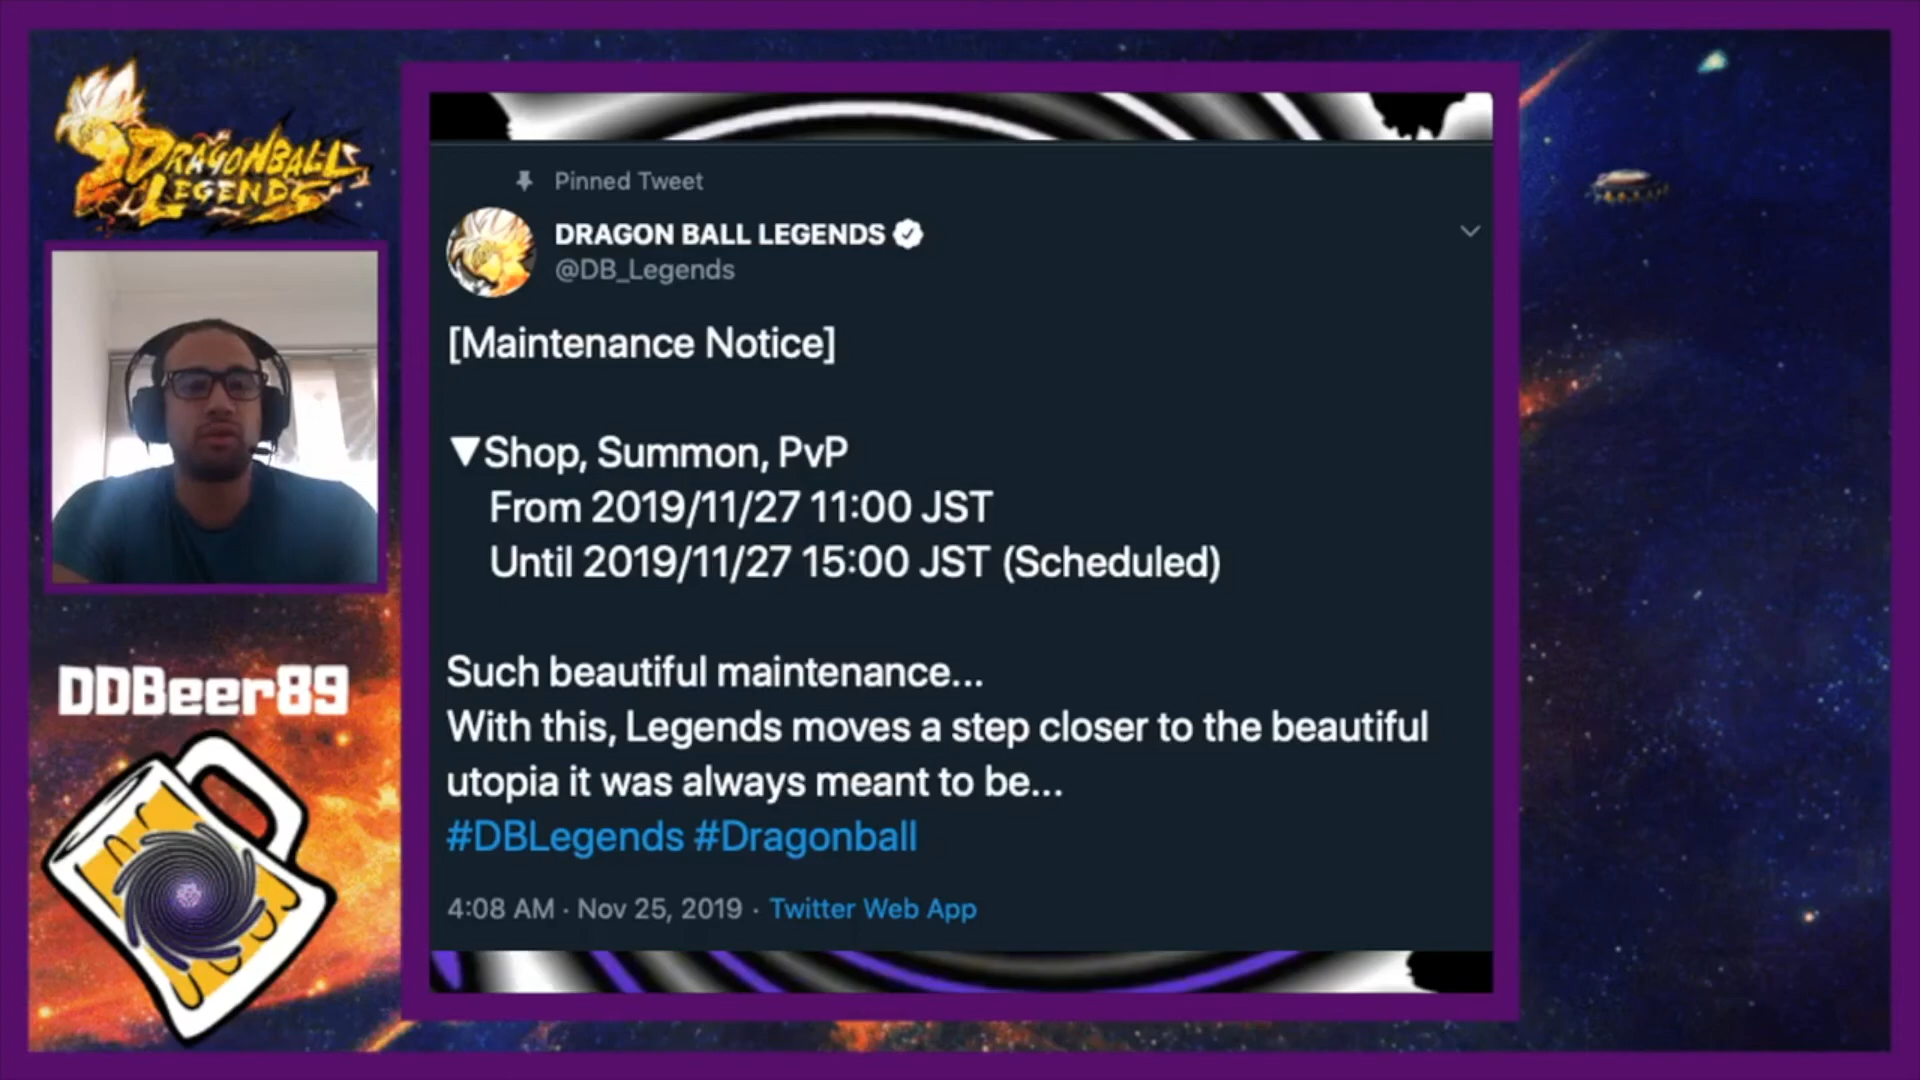 DRAGONBALL
LEGENDS
DDBeer89
Pinned Tweet
DRAGON BALL LEGENDS
@DB_Legends
[Maintenance Notice]
▼Shop, Summon, PvP
From 2019/11/27 11:00 JST
Until 2019/11/27 15:00 JST (Scheduled)
Such beautiful maintenance...
With this, Legends moves a step closer to the beautiful
utopia it was always meant to be...
#DBLegends #Dragonball
4:08 AM · Nov 25, 2019 · Twitter Web App